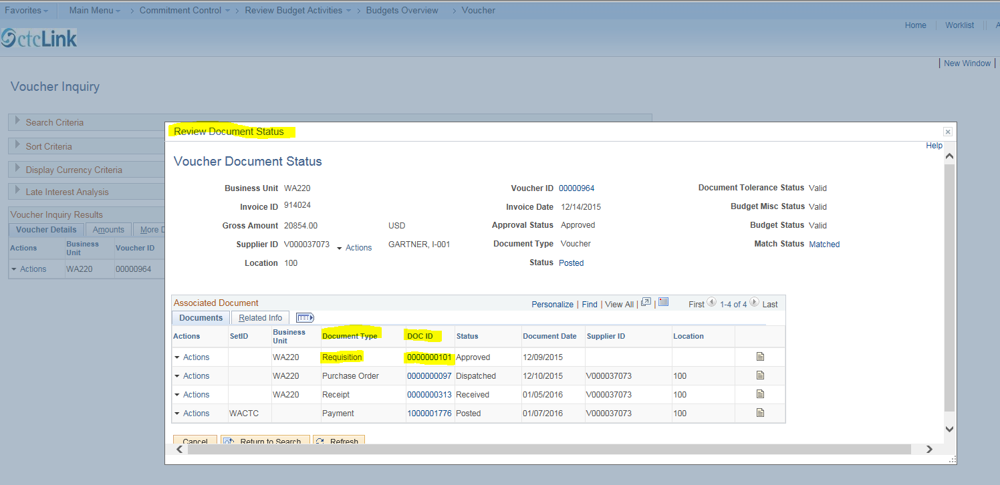 Favorites Main Menu > Commitment Control > Review Budget Activities > Budgets Overview > Voucher
ctcLink
Home Worklist A
New Window
Voucher Inquiry
Search Criteria
Sort Criteria
Display Currency Criteria
Late Interest Analysis
Voucher Inquiry Results
Voucher Details Amounts More D
Actions Business Unit Voucher ID
Actions WA220 00000964
Review Document Status
Help
Voucher Document Status
Business Unit WA220 Voucher ID 00000964 Document Tolerance Status Valid
Invoice ID 914024 Invoice Date 12/14/2015 Budget Misc Status Valid
Gross Amount 20854.00 USD Approval Status Approved Budget Status Valid
Supplier ID V000037073 Actions GARTNER, I-001 Document Type Voucher Match Status Matched
Location 100 Status Posted
Associated Document Personalize | Find | View All | | First 1-4 of 4 Last
Documents Related Info
Actions SetID Business Unit Document Type DOC ID Status Document Date Supplier ID Location
Actions WA220 Requisition 0000000101 Approved 12/09/2015
Actions WA220 Purchase Order 0000000097 Dispatched 12/10/2015 V000037073 100
Actions WA220 Receipt 0000000313 Received 01/05/2016 V000037073 100
Actions WACTC Payment 1000001776 Posted 01/07/2016 V000037073 100
Cancel Return to Search Refresh